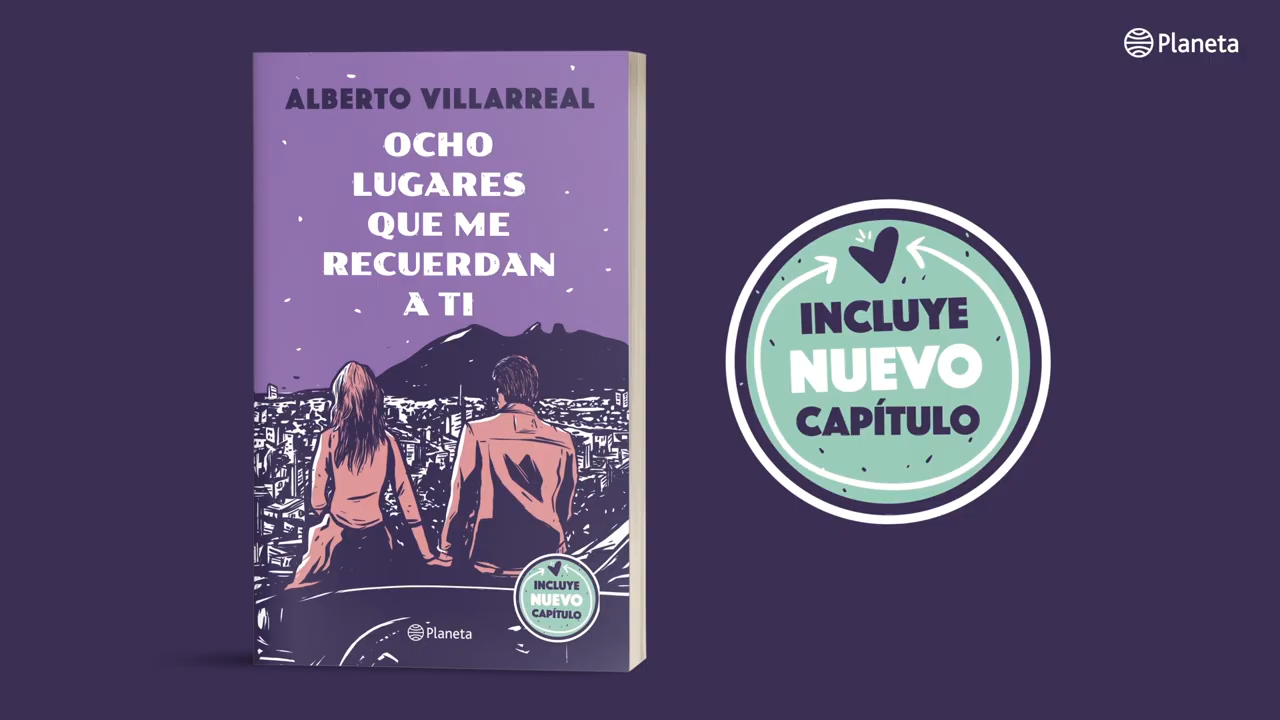 Planeta
ALBERTO VILLARREAL
OCHO
LUGARES
QUE ME
RECUERDAN
A TI
INCLUYE
NUEVO
CAPÍTULO
Planeta
INCLUYE
NUEVO
CAPÍTULO